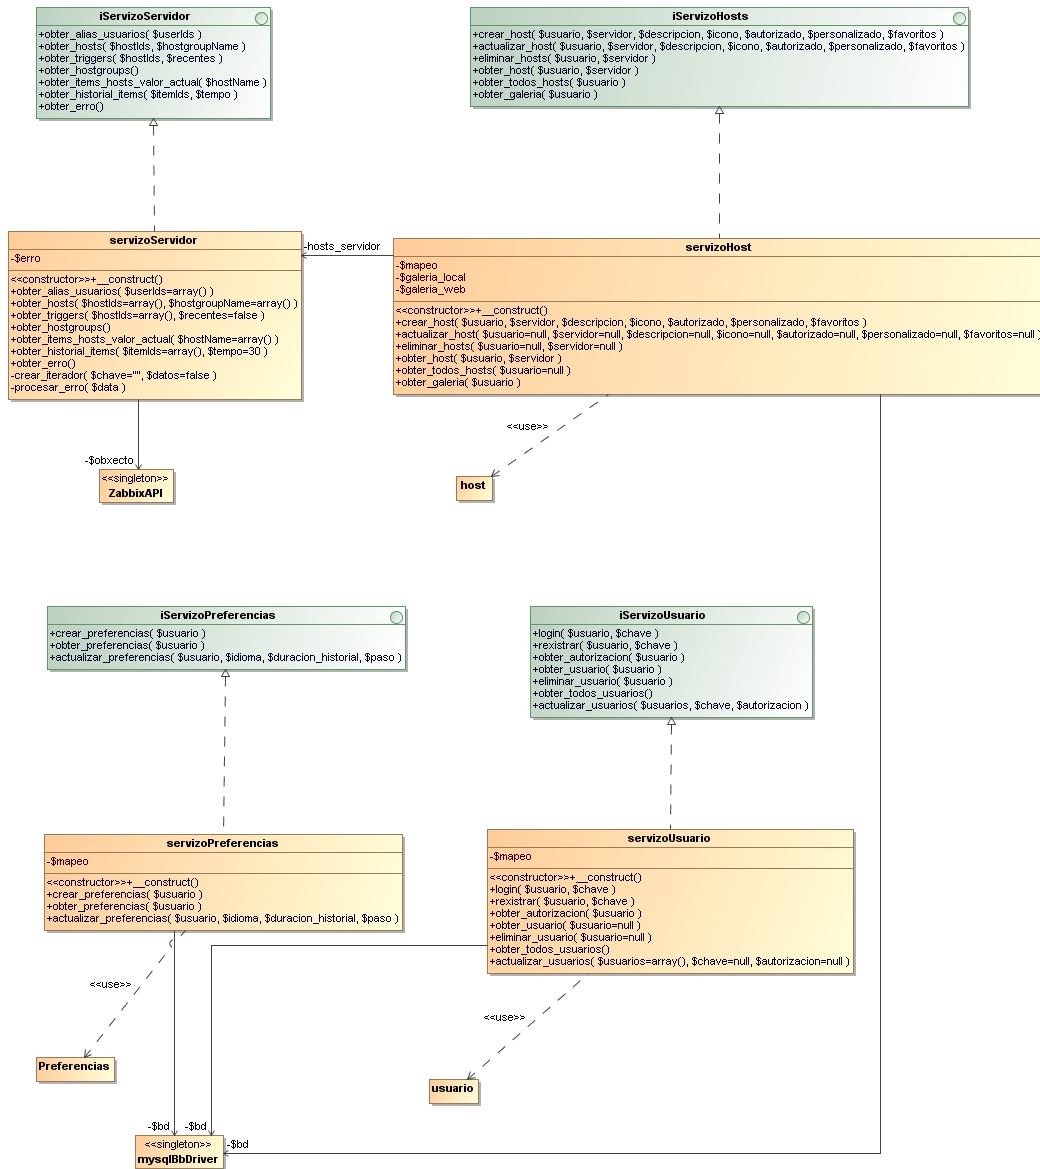 iServizoServidor
+obter_alias_usuarios( $userIds )
+obter_hosts( $hostIds, $hostgroupName )
+obter_triggers( $hostIds, $recentes )
+obter_hostgroups()
+obter_items_hosts_valor_actual( $hostName )
+obter_historial_items( $itemIds, $tempo )
+obter_erro()
iServizoHosts
+crear_host( $usuario, $servidor, $descripcion, $icono, $autorizado, $personalizado, $favoritos )
+actualizar_host( $usuario, $servidor, $descripcion, $icono, $autorizado, $personalizado, $favoritos )
+eliminar_hosts( $usuario, $servidor )
+obter_host( $usuario, $servidor )
+obter_todos_hosts( $usuario )
+obter_galeria( $usuario )
servizoServidor
-$erro
<<constructor>>+__construct()
+obter_alias_usuarios( $userIds=array() )
+obter_hosts( $hostIds=array(), $hostgroupName=array() )
+obter_triggers( $hostIds=array(), $recentes=false )
+obter_hostgroups()
+obter_items_hosts_valor_actual( $hostName=array() )
+obter_historial_items( $itemIds=array(), $tempo=30 )
+obter_erro()
-crear_iterador( $chave="", $datos=false )
-procesar_erro( $data )
-hosts_servidor
servizoHost
-$mapeo
-$galeria_local
-$galeria_web
<<constructor>>+__construct()
+crear_host( $usuario, $servidor, $descripcion, $icono, $autorizado, $personalizado, $favoritos )
+actualizar_host( $usuario=null, $servidor=null, $descripcion=null, $icono=null, $autorizado=null, $personalizado=null, $favoritos=null )
+eliminar_hosts( $usuario=null, $servidor=null )
+obter_host( $usuario, $servidor )
+obter_todos_hosts( $usuario=null )
+obter_galeria( $usuario )
<<use>>
-$obxecto
<<singleton>>
ZabbixAPI
host
iServizoPreferencias
+crear_preferencias( $usuario )
+obter_preferencias( $usuario )
+actualizar_preferencias( $usuario, $idioma, $duracion_historial, $paso )
iServizoUsuario
+login( $usuario, $chave )
+rexistrar( $usuario, $chave )
+obter_autorizacion( $usuario )
+obter_usuario( $usuario )
+eliminar_usuario( $usuario )
+obter_todos_usuarios()
+actualizar_usuarios( $usuarios, $chave, $autorizacion )
servizoPreferencias
-$mapeo
<<constructor>>+__construct()
+crear_preferencias( $usuario )
+obter_preferencias( $usuario )
+actualizar_preferencias( $usuario, $idioma, $duracion_historial, $paso )
servizoUsuario
-$mapeo
<<constructor>>+__construct()
+login( $usuario, $chave )
+rexistrar( $usuario, $chave )
+obter_autorizacion( $usuario )
+obter_usuario( $usuario=null )
+eliminar_usuario( $usuario=null )
+obter_todos_usuarios()
+actualizar_usuarios( $usuarios=array(), $chave=null, $autorizacion=null )
<<use>>
<<use>>
Preferencias
usuario
-$bd
-$bd
-$bd
<<singleton>>
mysqlBbDriver